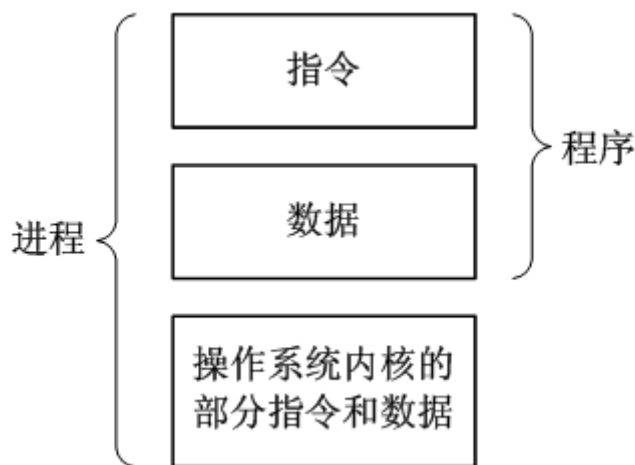 指令
程序
数据
进程
操作系统内核的
部分指令和数据